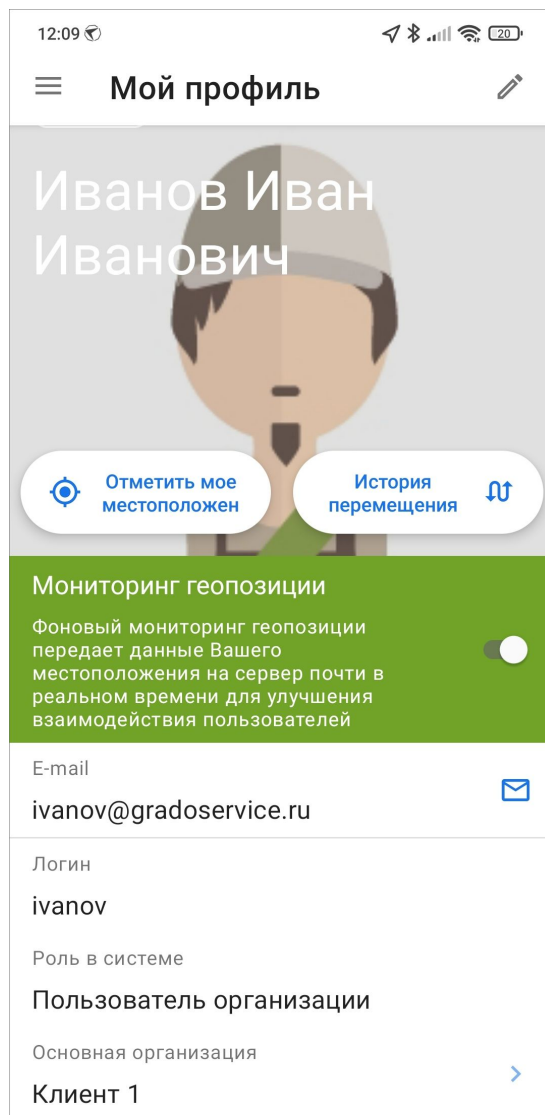 12:09
20
Мой профиль
Иванов Иван
Иванович
Отметить мое
местоположен
История
перемещения
Мониторинг геопозиции
Фоновый мониторинг геопозиции
передает данные Вашего
местоположения на сервер почти в
реальном времени для улучшения
взаимодействия пользователей
E-mail
ivanov@gradoservice.ru
Логин
ivanov
Роль в системе
Пользователь организации
Основная организация
Клиент 1